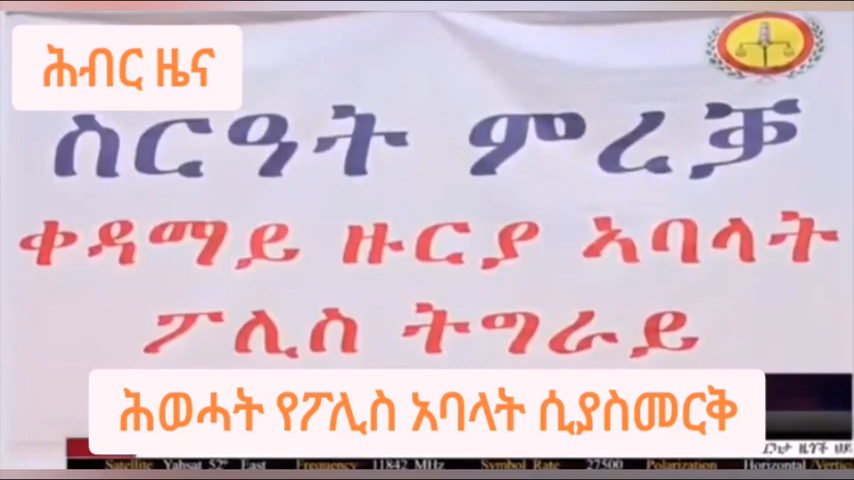 ሕብር ዜና
ስርዓት ምረቓ
ቀዳማይ ዙርያ ኣባላት
ፖሊስ ትግራይ
ሕወሓት የፖሊስ አባላት ሲያስመርቅ
ዜጎች
Satellite Yahsat 52° East Frequency 11842 MHz Symbol Rate 27500 Polarization Horizontal